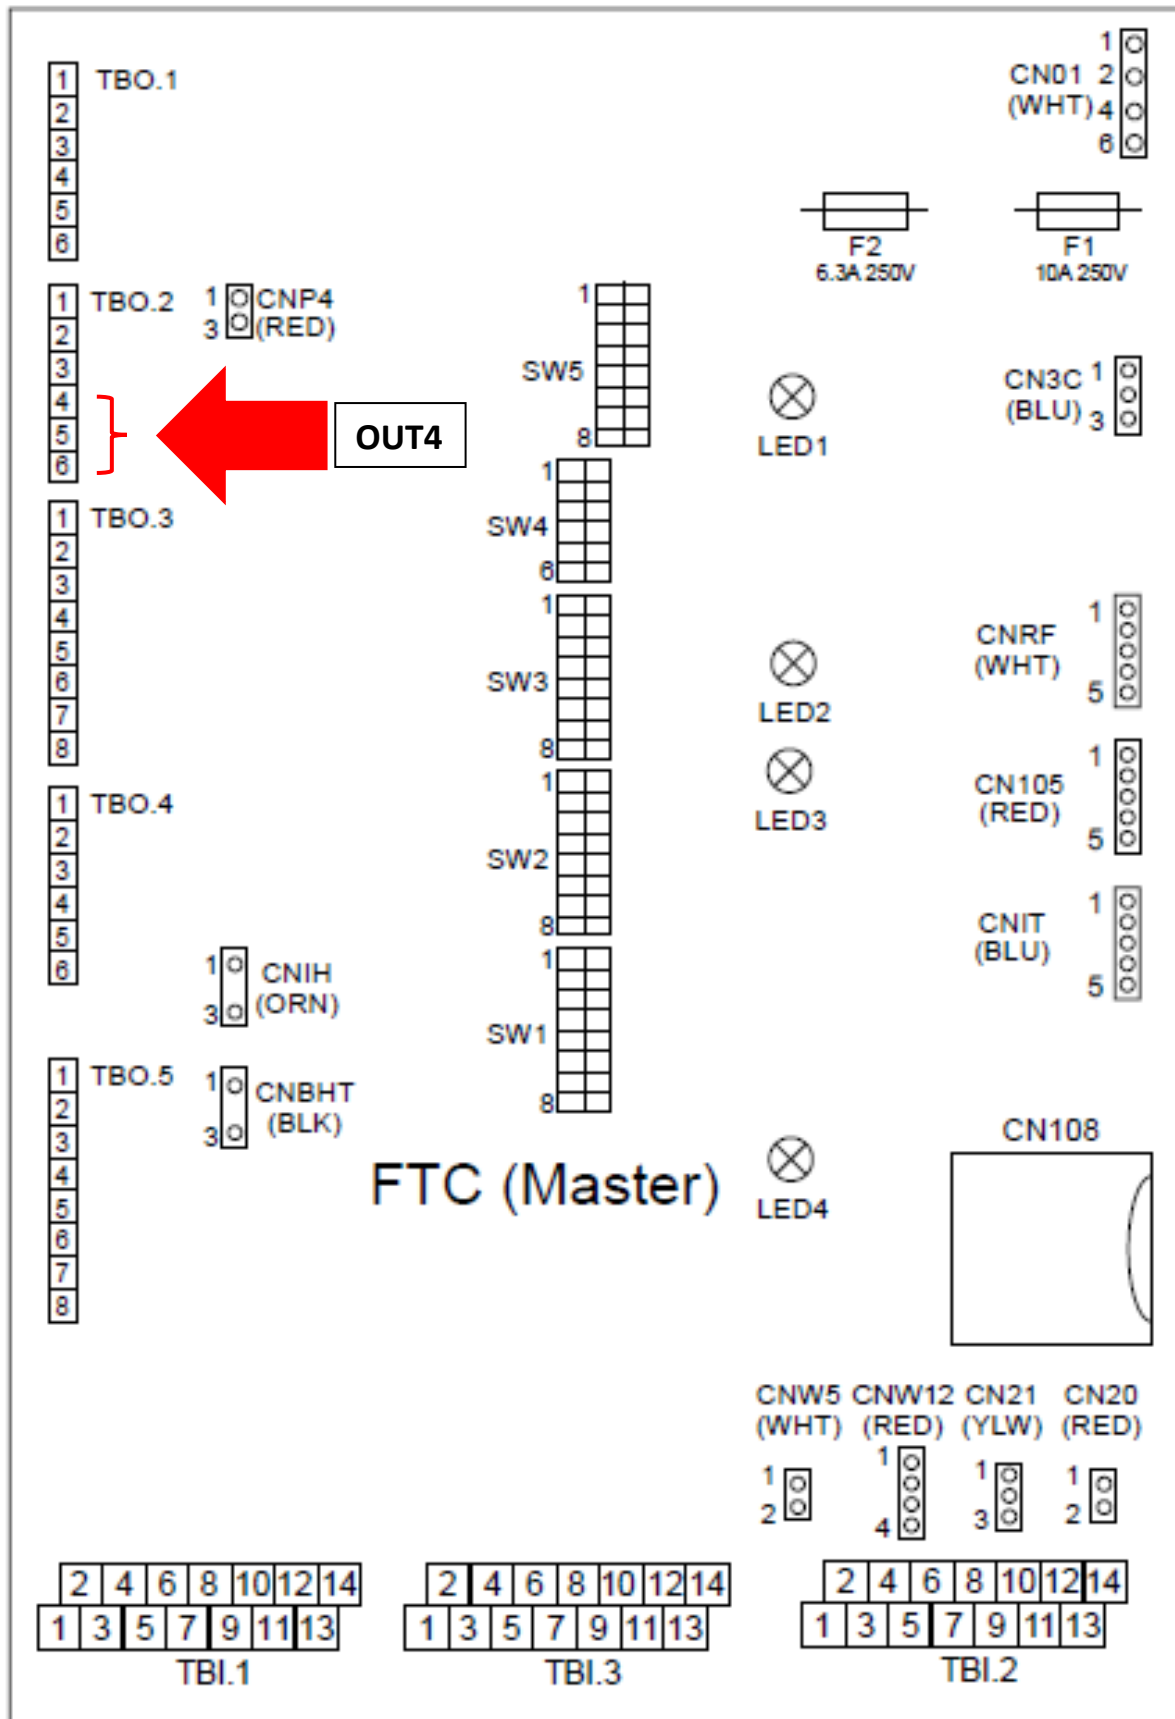 1 TBO.1
2
3
4
5
6
CN01
(WHT)
1
2
4
6
F2
6.3A 250V
F1
10A 250V
1 TBO.2
2
3
4
5
6
1
3
CNP4
(RED)
OUT4
1
SW5
8
LED1
CN3C
(BLU)
1
3
1 TBO.3
2
3
4
5
6
7
8
1
SW4
6
1
SW3
8
LED2
LED3
CNRF
(WHT)
1
5
CN105
(RED)
1
5
1 TBO.4
2
3
4
5
6
1
SW2
8
CNIT
(BLU)
1
5
1
3
CNIH
(ORN)
1
SW1
8
1 TBO.5
2
3
4
5
6
7
8
1
3
CNBHT
(BLK)
FTC (Master)
LED4
CN108
CNW5 CNW12 CN21 CN20
(WHT) (RED) (YLW) (RED)
1 1 1 1
2 4 3 2
2 4 6 8 10 12 14
1 3 5 7 9 11 13
TBI.1
2 4 6 8 10 12 14
1 3 5 7 9 11 13
TBI.3
2 4 6 8 10 12 14
1 3 5 7 9 11 13
TBI.2